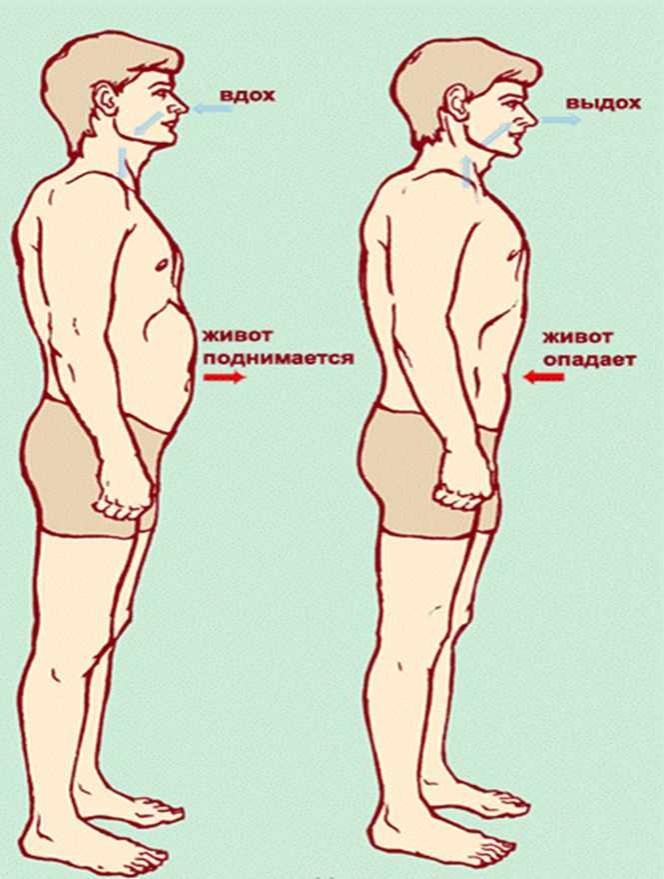 вдох
выдох
живот
поднимается
живот
опадает